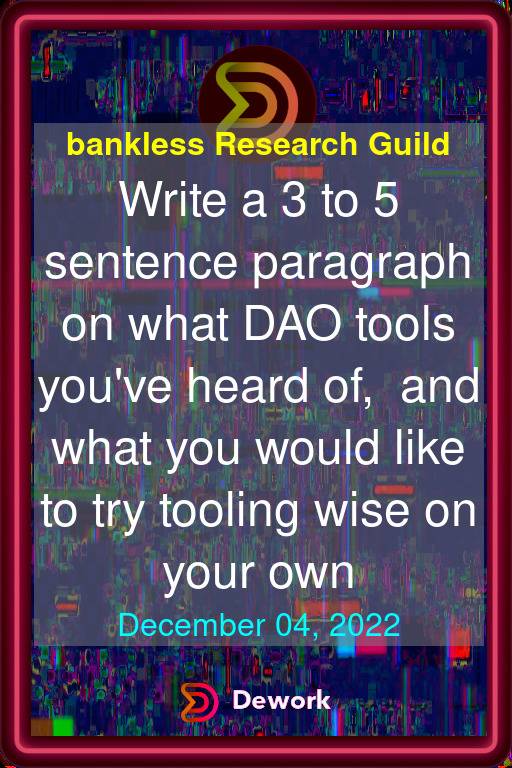 bankless Research Guild
Write a 3 to 5
sentence paragraph
on what DAO tools
you've heard of,  and
what you would like
to try tooling wise on
your own
December 04, 2022
Dework